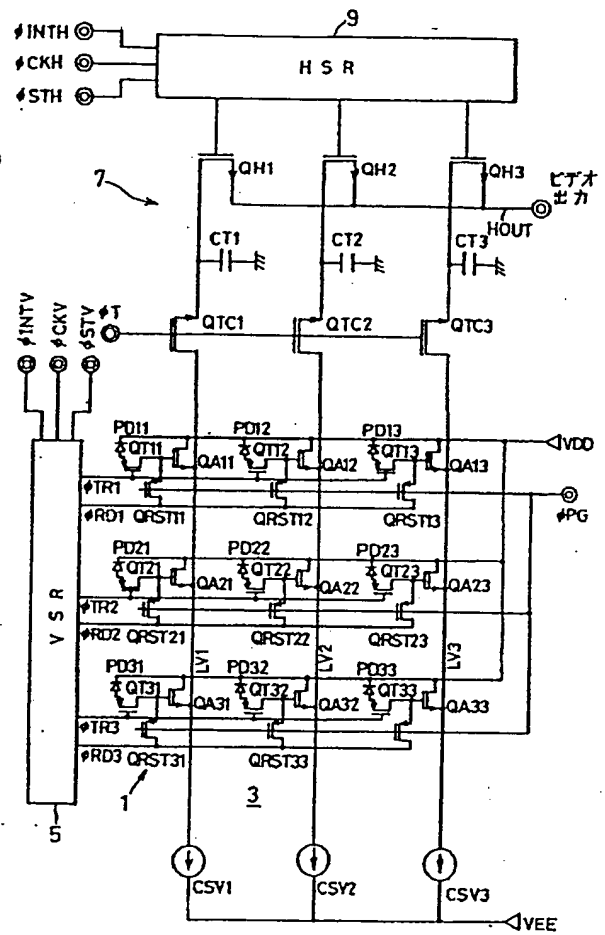 9
φINTH
φCKH
φSTH
HSR
QH1
QH2
QH3
ビデオ
出力
HOUT
7
CT1
CT2
CT3
φINTV
φCKV
φSTV
φT
QTC1
QTC2
QTC3
PD11
QT11
QA11
PD12
QT12
QA12
PD13
QT13
QA13
VDD
φTR1
φPG
φRD1
QRST11
QRST12
QRST13
PD21
QT21
QA21
PD22
QT22
QA22
PD23
QT23
QA23
VSR
φTR2
φRD2
QRST21
QRST22
QRST23
LV1
LV2
LV3
PD31
QT31
QA31
PD32
QT32
QA32
PD33
QT33
QA33
φTR3
φRD3
QRST31
QRST33
1
3
5
CSV1
CSV2
CSV3
VEE